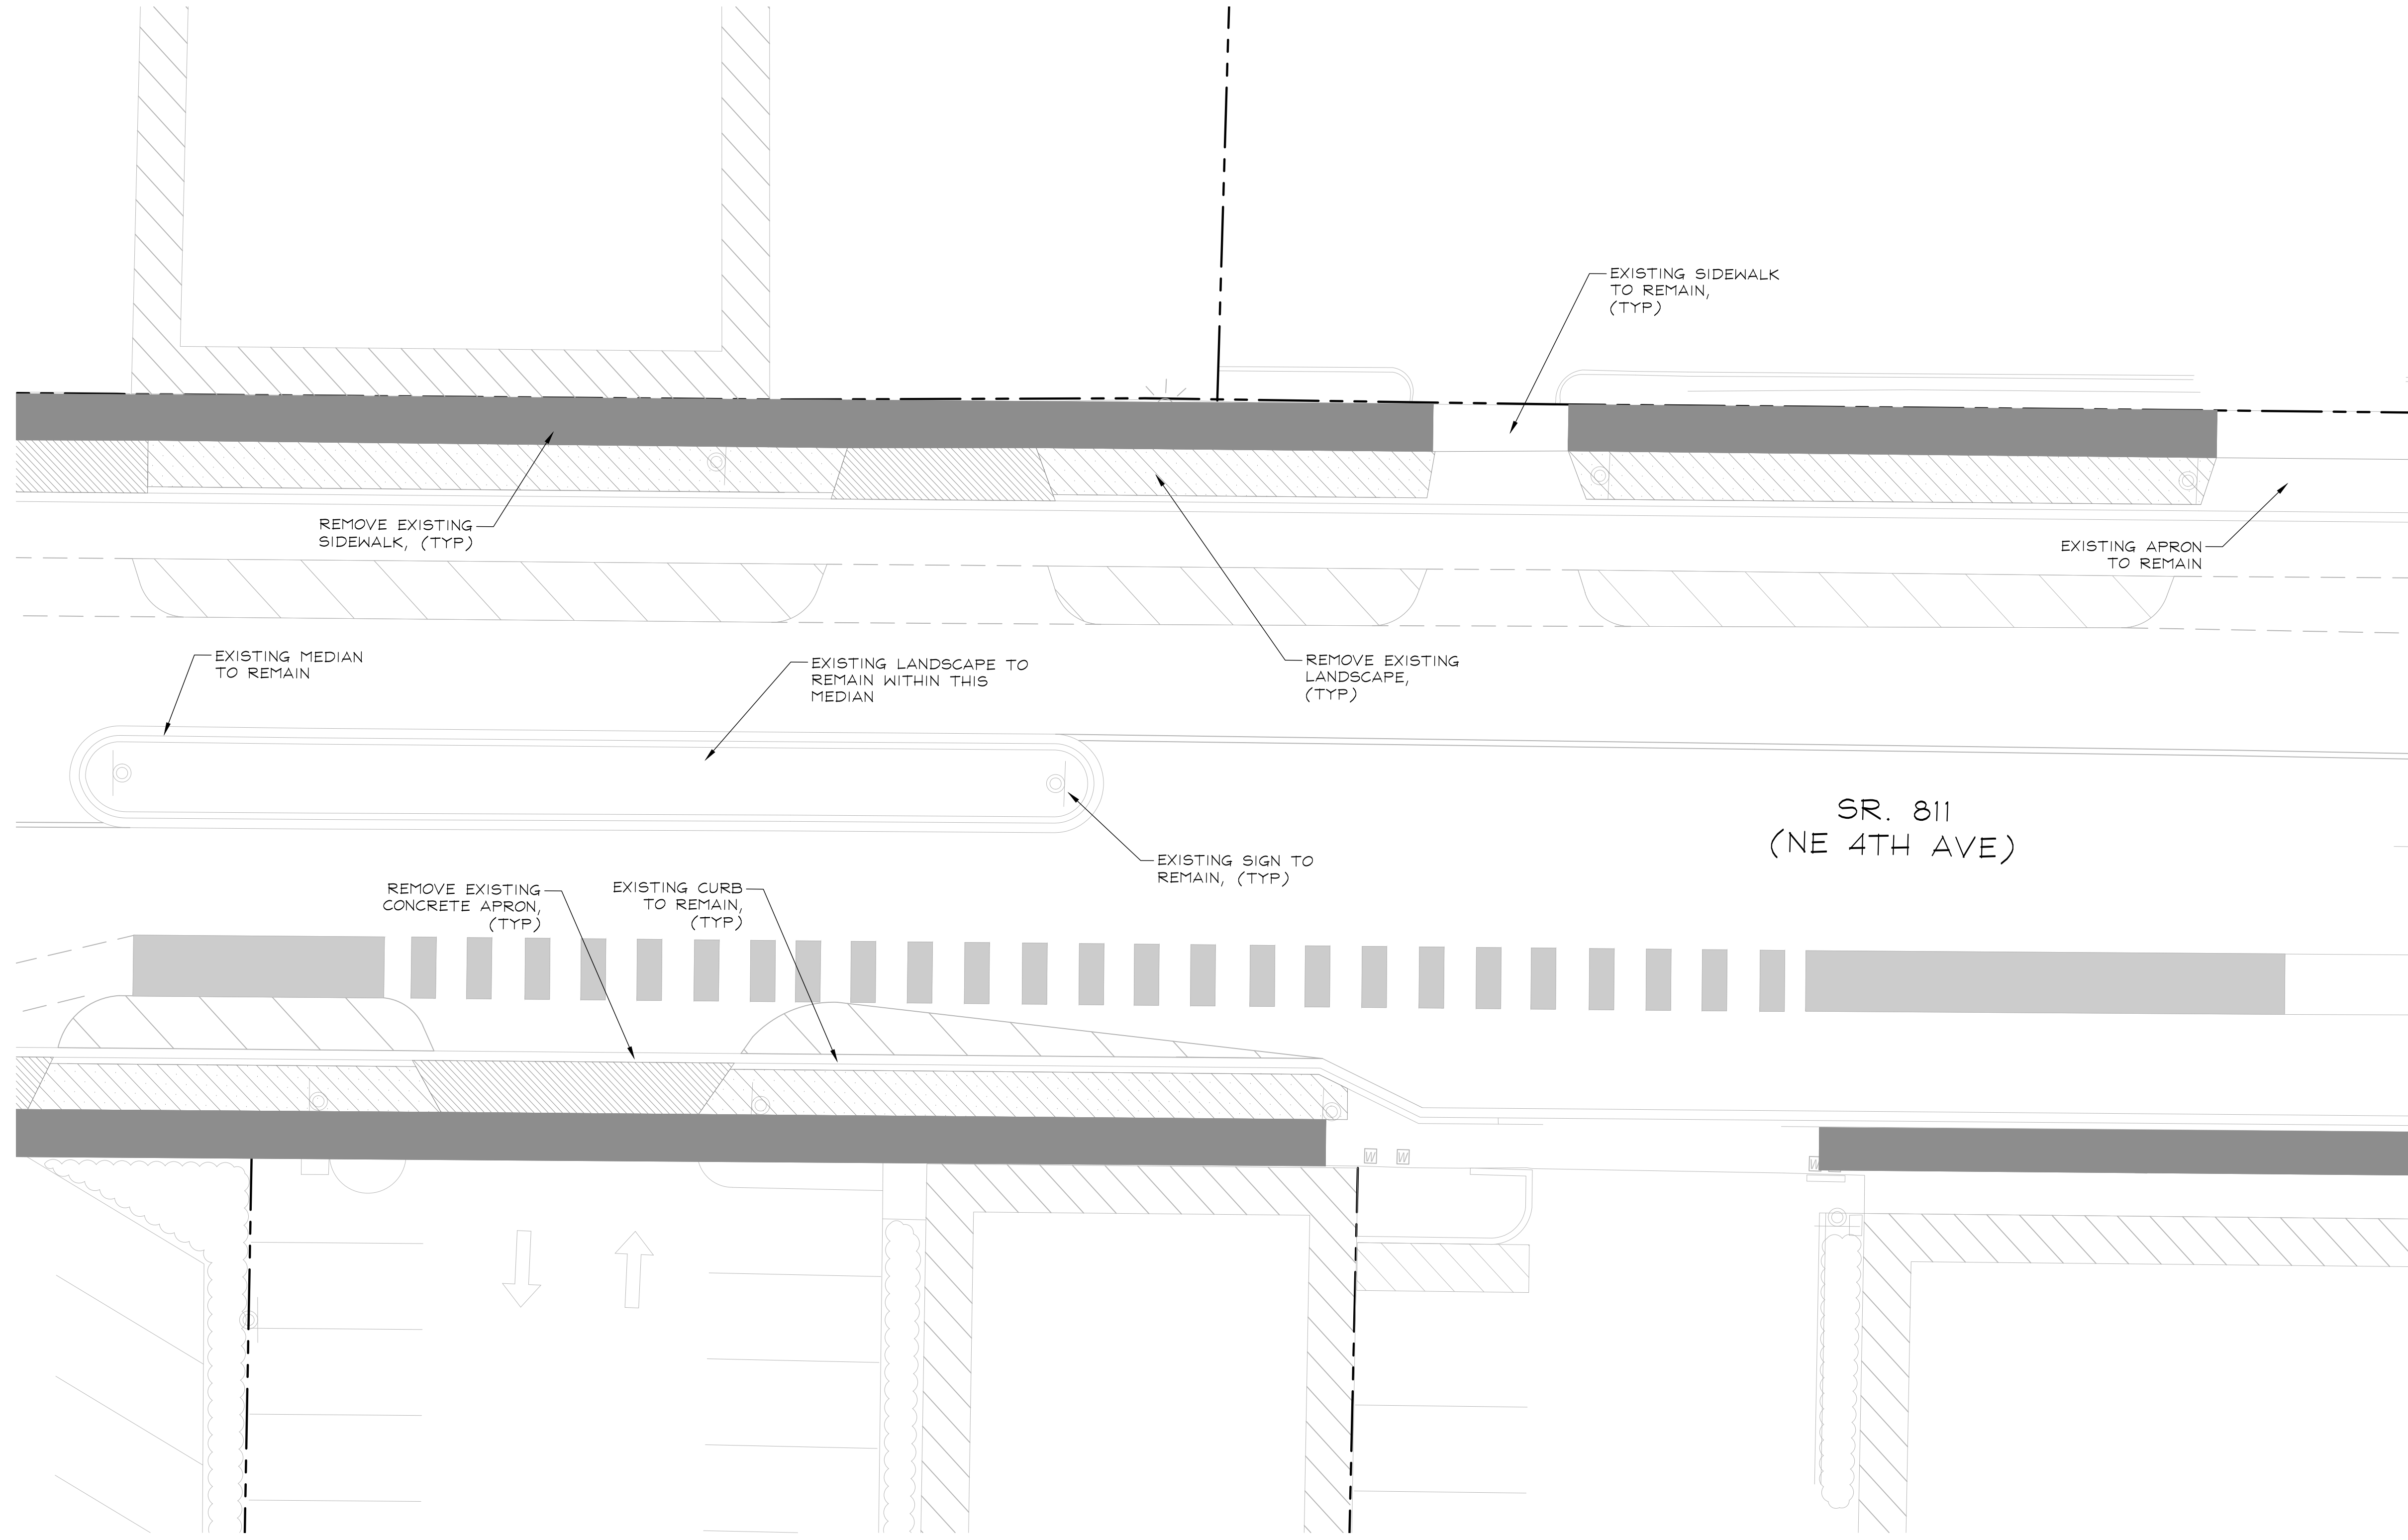 EXISTING SIDEWALK
TO REMAIN,
(TYP)
REMOVE EXISTING
SIDEWALK, (TYP)
EXISTING APRON
TO REMAIN
EXISTING MEDIAN
TO REMAIN
EXISTING LANDSCAPE TO
REMAIN WITHIN THIS
MEDIAN
REMOVE EXISTING
LANDSCAPE,
(TYP)
SR. 811
(NE 4TH AVE)
EXISTING SIGN TO
REMAIN, (TYP)
REMOVE EXISTING
CONCRETE APRON,
(TYP)
EXISTING CURB
TO REMAIN,
(TYP)
W
W
W